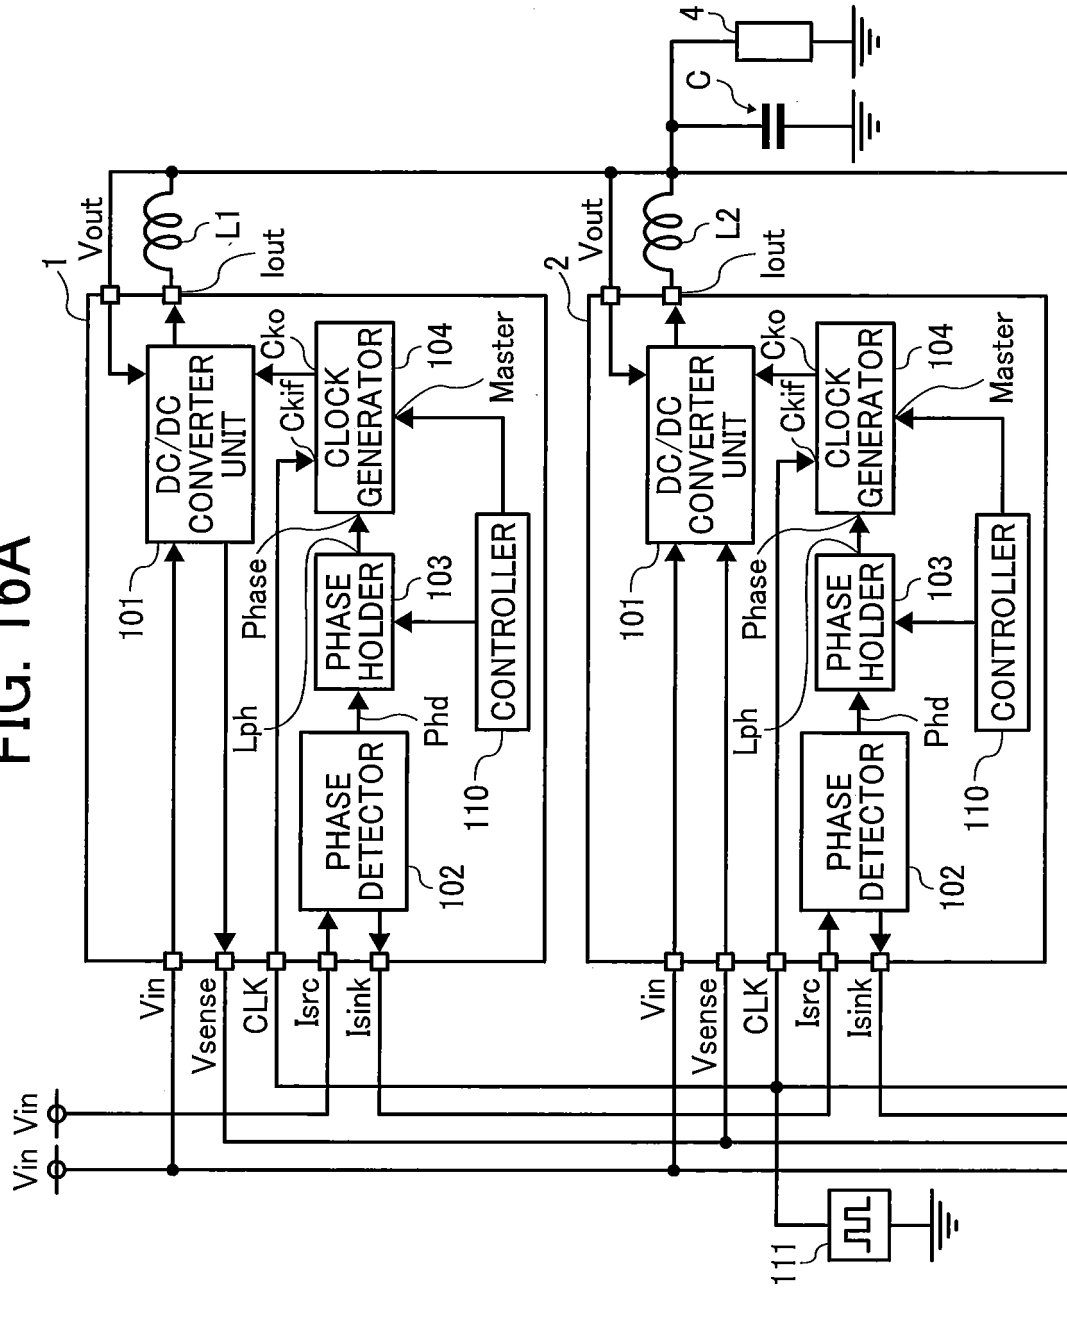 FIG. 16A
Vin
Vin
1
Vin
Vsense
CLK
Isrc
Isink
101
DC/DC
CONVERTER
UNIT
Vout
L1
Iout
Phase
Lph
Ckif
Cko
PHASE
DETECTOR
102
Phd
PHASE
HOLDER
103
CLOCK
GENERATOR
104
Master
110
CONTROLLER
2
Vin
Vsense
CLK
Isrc
Isink
101
DC/DC
CONVERTER
UNIT
Vout
L2
Iout
Phase
Lph
Ckif
Cko
PHASE
DETECTOR
102
Phd
PHASE
HOLDER
103
CLOCK
GENERATOR
104
Master
110
CONTROLLER
111
C
4